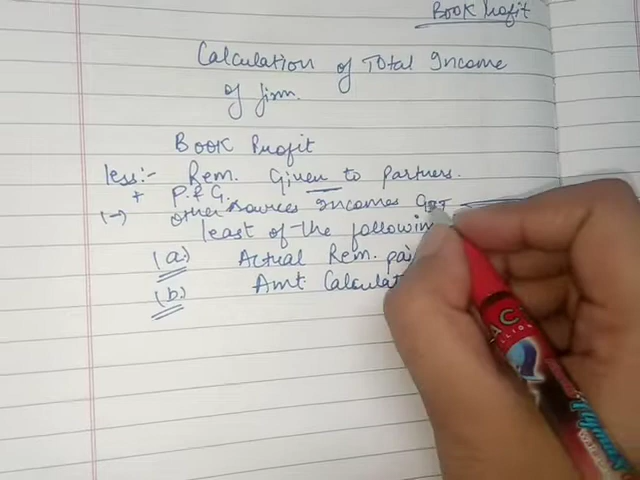 Book Profit
Calculation of Total Income
of firm.
Book Profit
less:- Rem. Given to partners.
+ P.& G.
(-) other sources Incomes
least of the following
(a) Actual Rem.
(b) Amt. Calculat